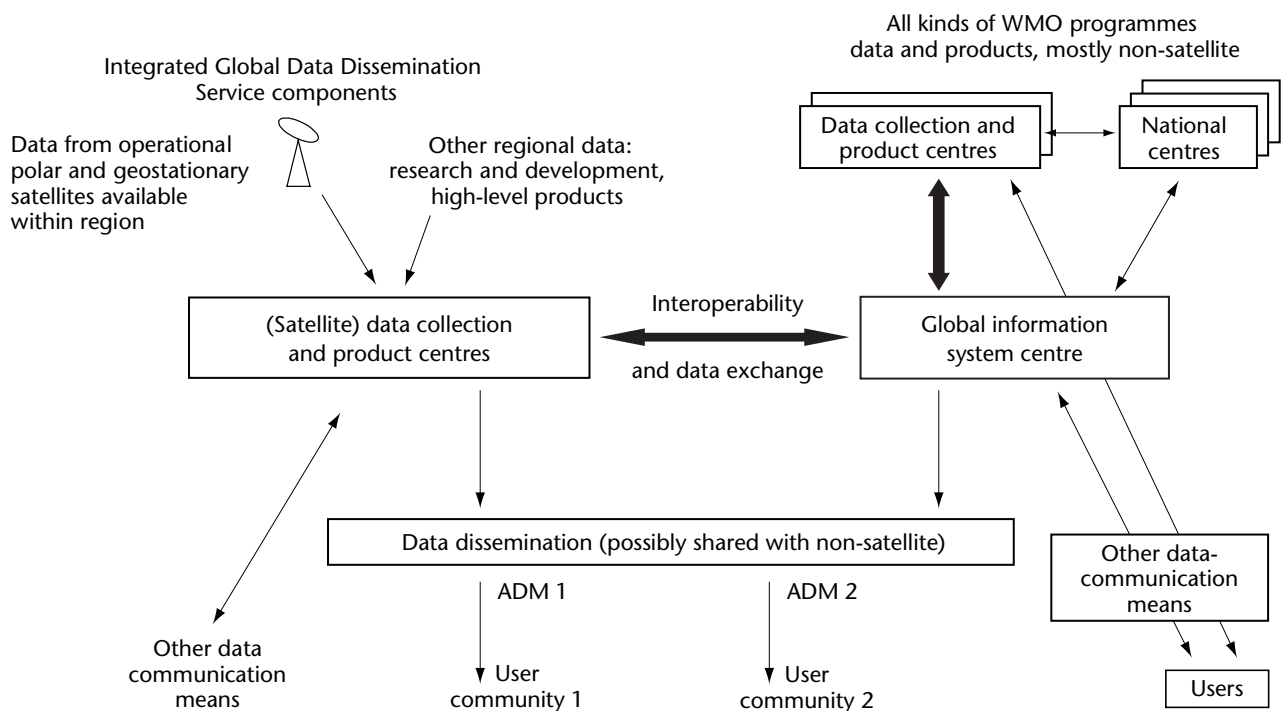 All kinds of WMO programmes
data and products, mostly non-satellite
Integrated Global Data Dissemination
Service components
Data from operational
polar and geostationary
satellites available
within region
Other regional data:
research and development,
high-level products
Data collection and
product centres
National
centres
(Satellite) data collection
and product centres
Interoperability
and data exchange
Global information
system centre
Data dissemination (possibly shared with non-satellite)
ADM 1
ADM 2
Other data-
communication
means
Other data
communication
means
User
community 1
User
community 2
Users